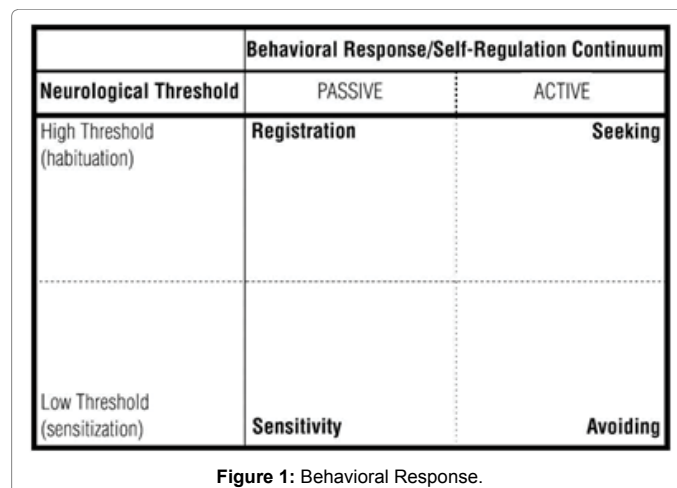 Behavioral Response/Self-Regulation Continuum
Neurological Threshold PASSIVE ACTIVE
High Threshold Registration Seeking
(habituation)
Low Threshold
(sensitization) Sensitivity Avoiding
Figure 1: Behavioral Response.